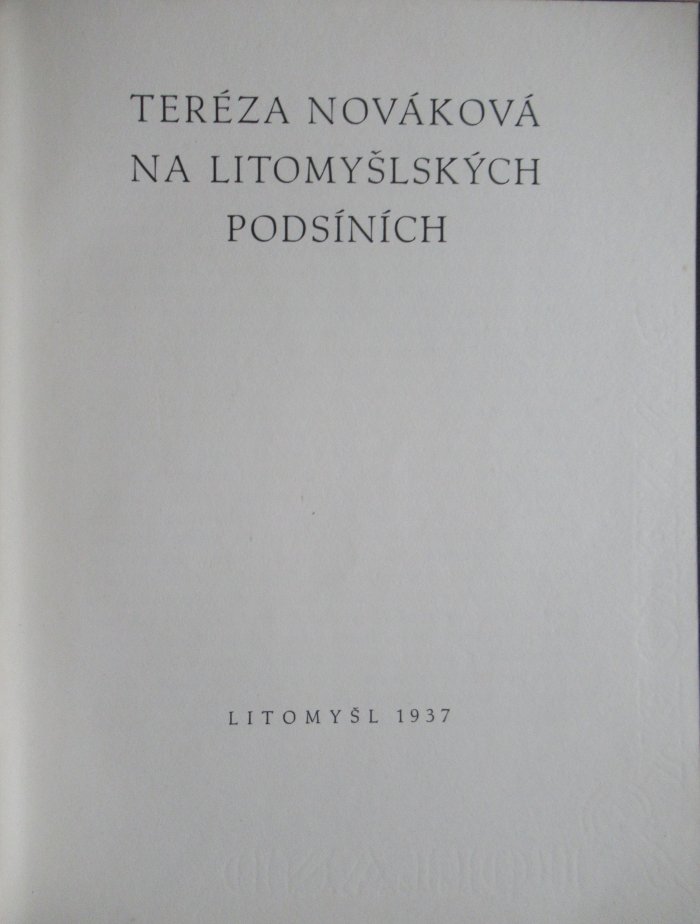 TERÉZA NOVÁKOVÁ
NA LITOMYŠLSKÝCH
PODSÍNÍCH
LITOMYŠL 1937